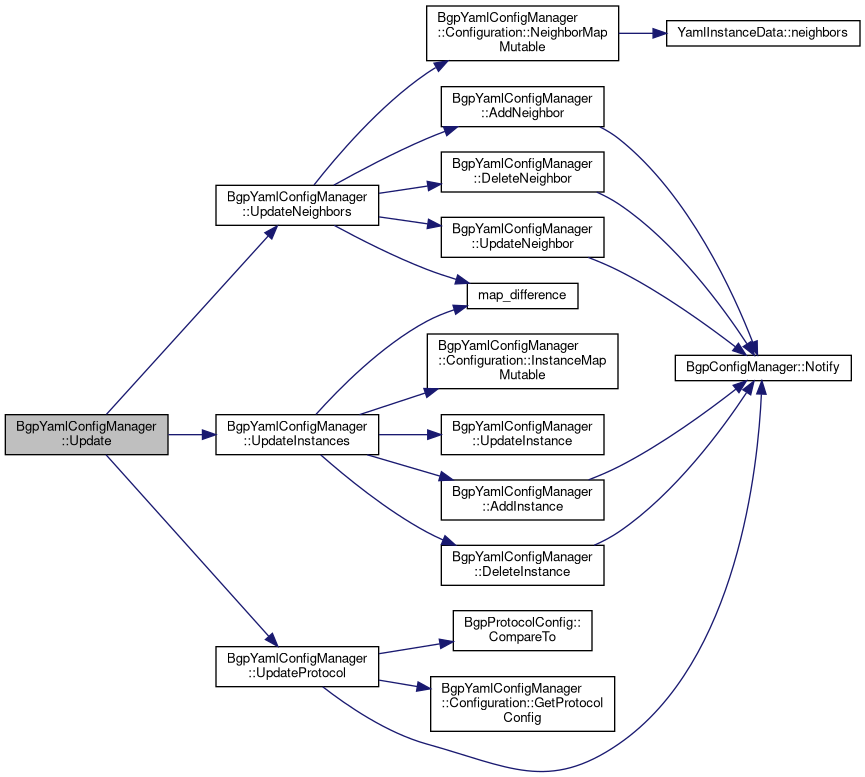 BgpYamlConfigManager
::Configuration::NeighborMap
Mutable
YamlInstanceData::neighbors
BgpYamlConfigManager
::AddNeighbor
BgpYamlConfigManager
::DeleteNeighbor
BgpYamlConfigManager
::UpdateNeighbors
BgpYamlConfigManager
::UpdateNeighbor
map_difference
BgpYamlConfigManager
::Configuration::InstanceMap
Mutable
BgpConfigManager::Notify
BgpYamlConfigManager
::Update
BgpYamlConfigManager
::UpdateInstances
BgpYamlConfigManager
::UpdateInstance
BgpYamlConfigManager
::AddInstance
BgpYamlConfigManager
::DeleteInstance
BgpProtocolConfig::
CompareTo
BgpYamlConfigManager
::UpdateProtocol
BgpYamlConfigManager
::Configuration::GetProtocol
Config